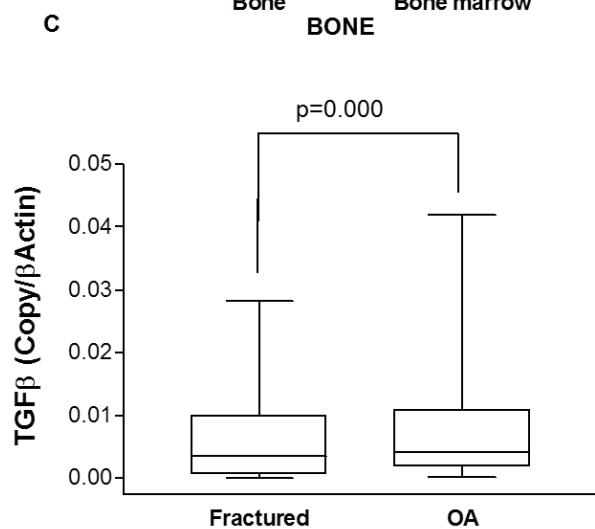 Bone Bone marrow
C BONE
p=0.000
0.05
0.04
0.03
0.02
0.01
0.00
TGFβ (Copy/βActin)
Fractured OA